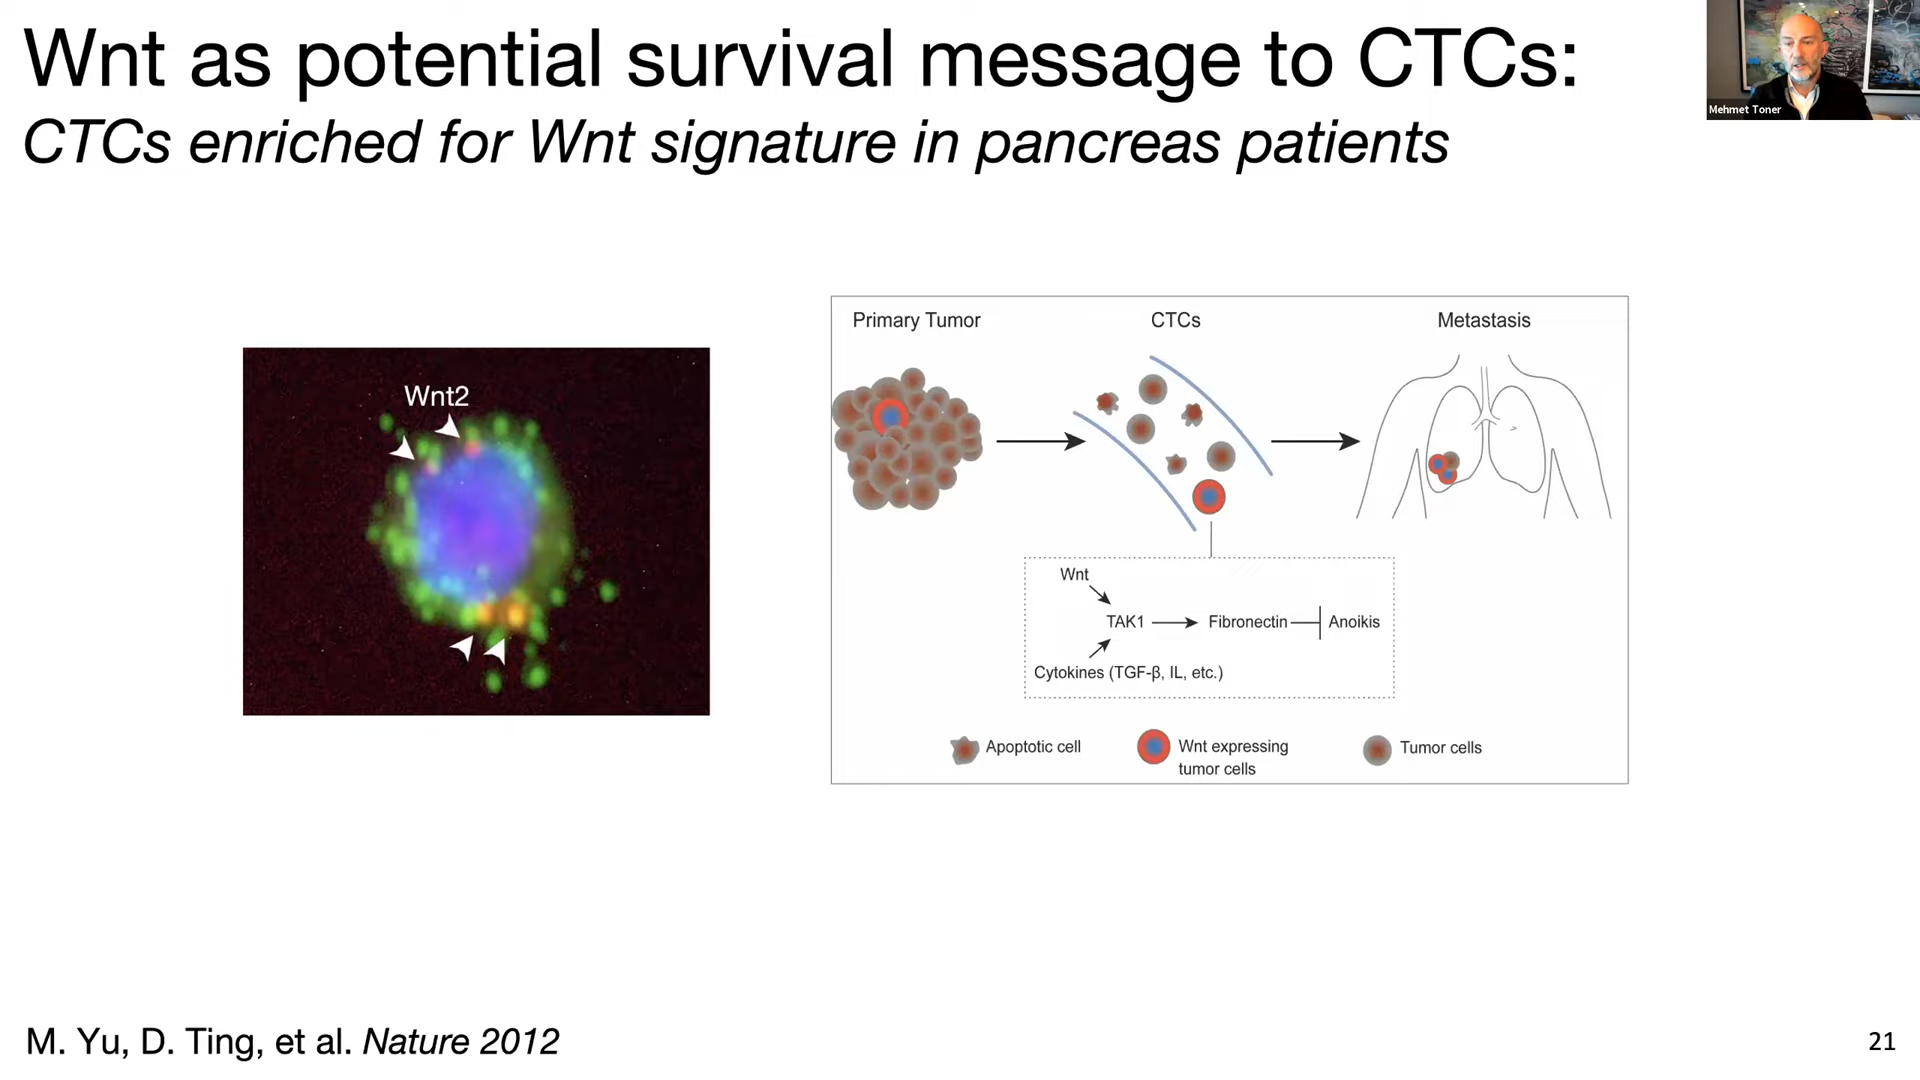 Wnt as potential survival message to CTCs:
CTCs enriched for Wnt signature in pancreas patients
Mehmet Toner
Wnt2
Primary Tumor
CTCs
Metastasis
Wnt
TAK1
Fibronectin
Anoikis
Cytokines (TGF-β, IL, etc.)
Apoptotic cell
Wnt expressing
tumor cells
Tumor cells
M. Yu, D. Ting, et al. Nature 2012
21